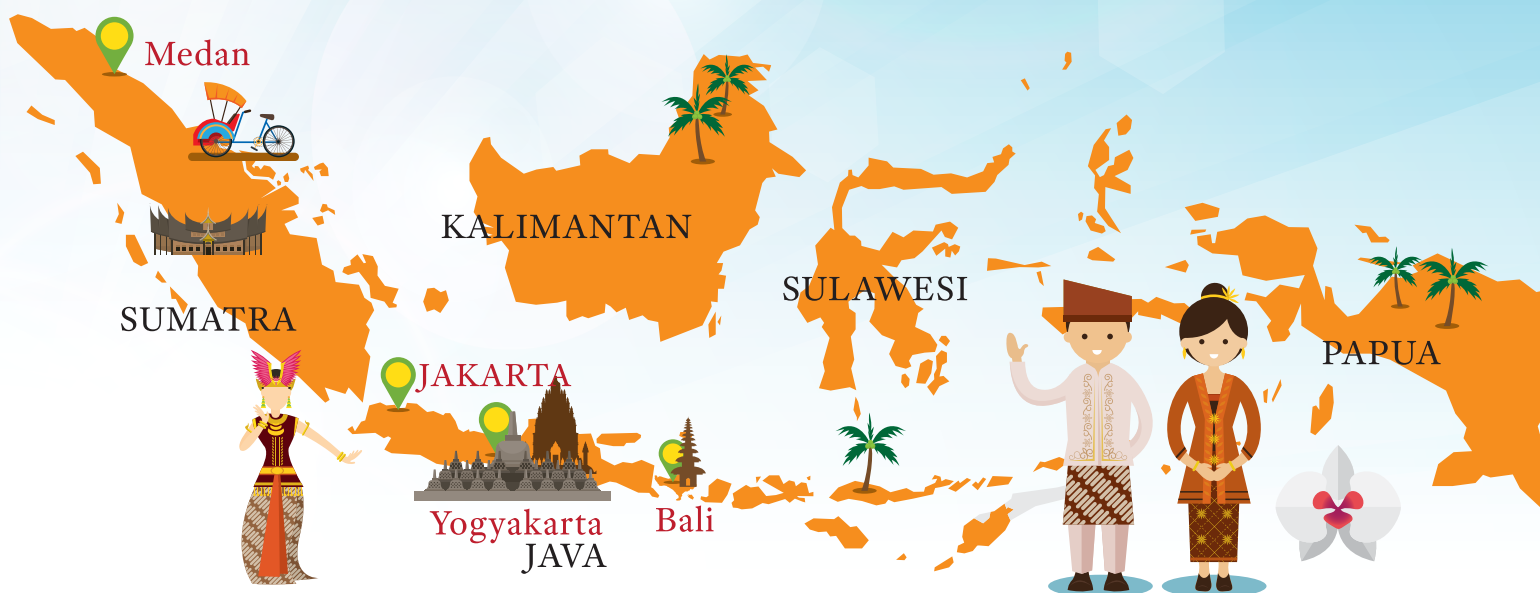 Medan
KALIMANTAN
SULAWESI
SUMATRA
PAPUA
JAKARTA
Yogyakarta
Bali
JAVA